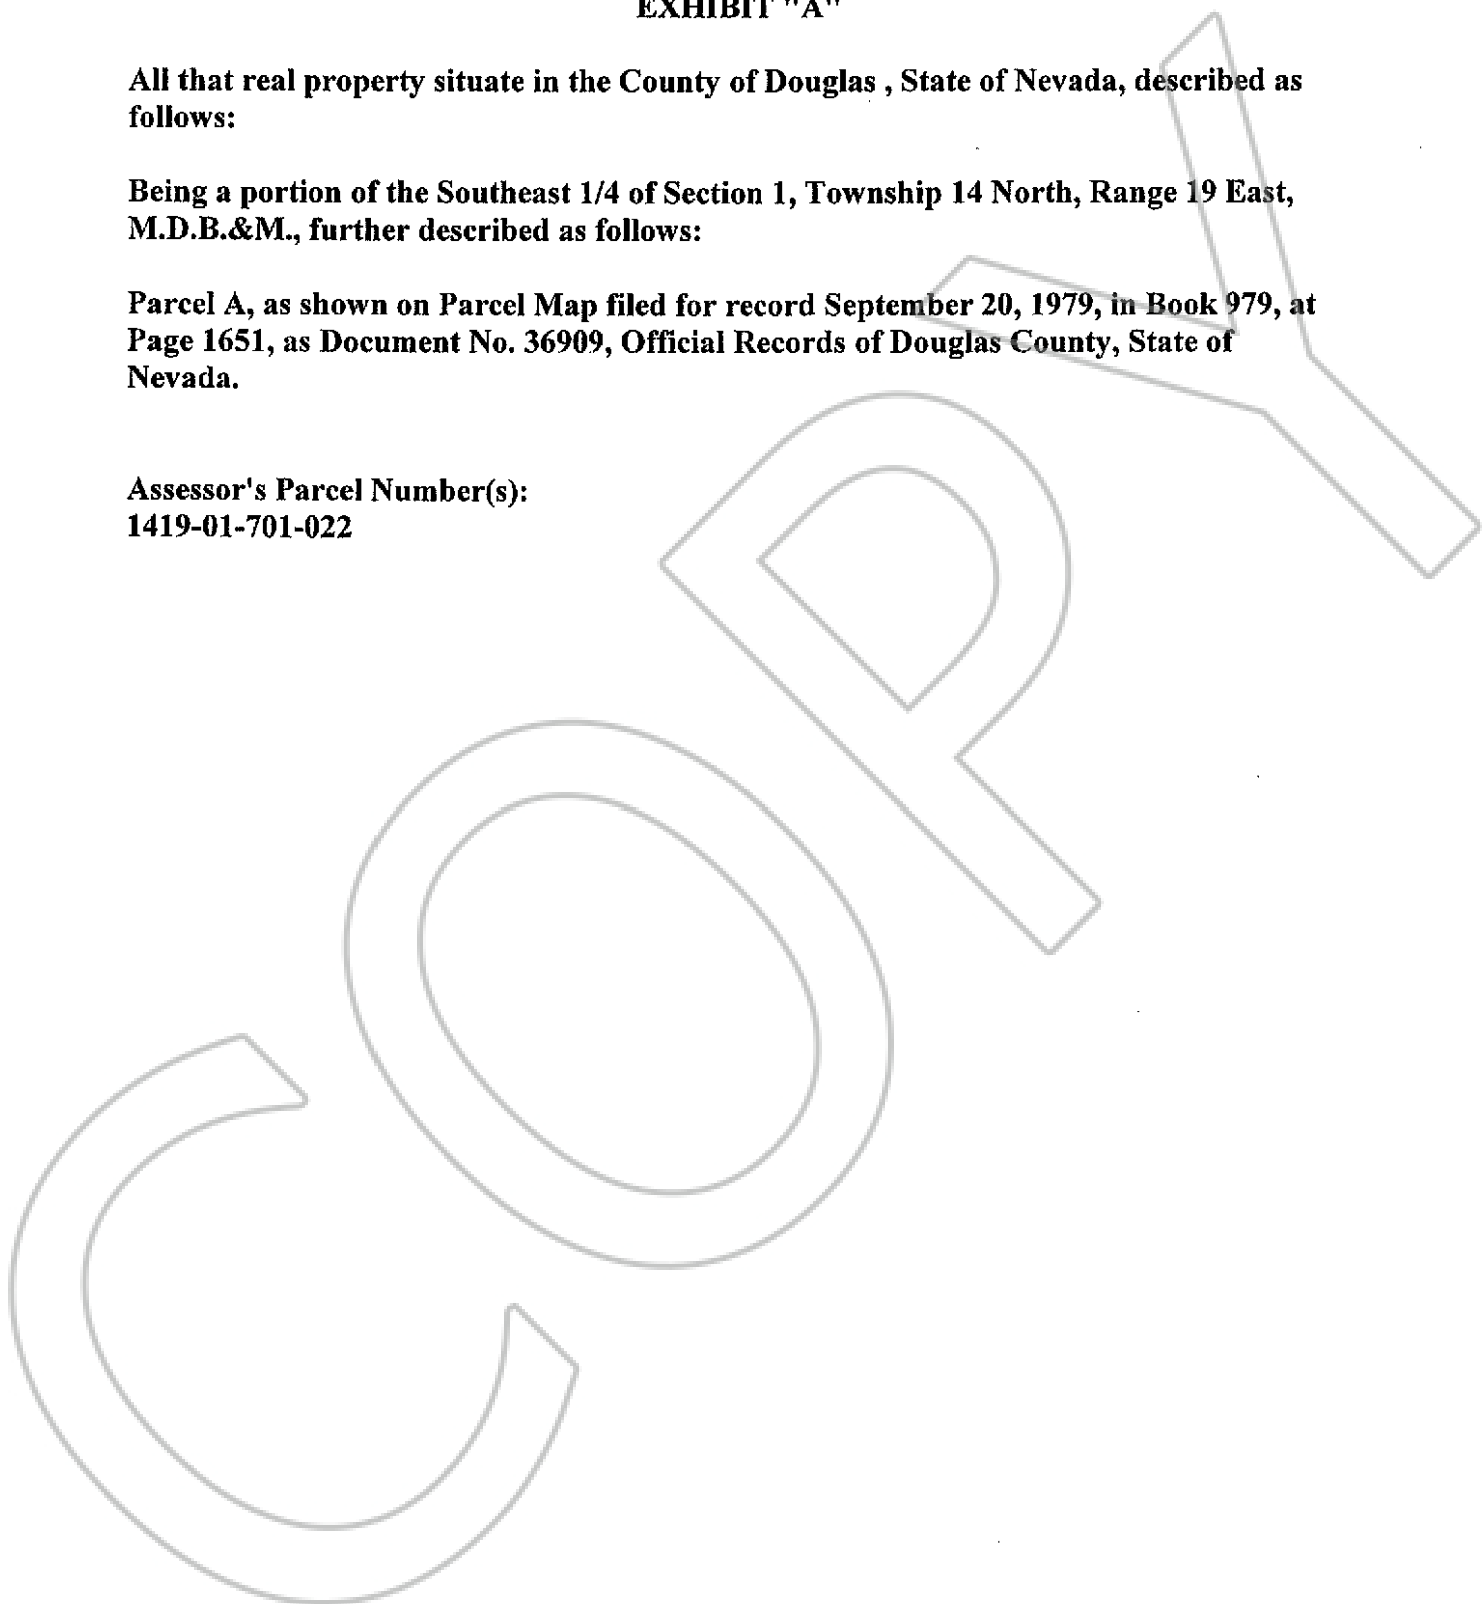 EXHIBIT "A"
All that real property situate in the County of Douglas , State of Nevada, described as
follows:
Being a portion of the Southeast 1/4 of Section 1, Township 14 North, Range 19 East,
M.D.B.&M., further described as follows:
Parcel A, as shown on Parcel Map filed for record September 20, 1979, in Book 979, at
Page 1651, as Document No. 36909, Official Records of Douglas County, State of
Nevada.
Assessor's Parcel Number(s):
1419-01-701-022
COPY